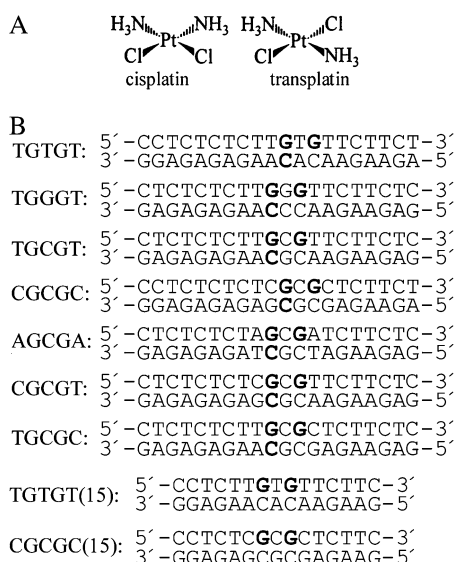 A
H3N NH3 H3N Cl
Pt Pt
Cl Cl Cl NH3
cisplatin transplatin
B
TGTGT: 5´-CCTCTCTCTTGTGTTCTTCT-3´
3´-GGAGAGAGAACACAAGAAGA-5´
TGGGT: 5´-CTCTCTCTTGGGTTCTTCTC-3´
3´-GAGAGAGAACCCAAGAAGAG-5´
TGCGT: 5´-CTCTCTCTTGCGTTCTTCTC-3´
3´-GAGAGAGAACGCAAGAAGAG-5´
CGCGC: 5´-CCTCTCTCTCGCGCTCTTCT-3´
3´-GGAGAGAGAGCGCGAGAAGA-5´
AGCGA: 5´-CTCTCTCTAGCGATCTTCTC-3´
3´-GAGAGAGATCGCTAGAAGAG-5´
CGCGT: 5´-CTCTCTCTCGCGTTCTTCTC-3´
3´-GAGAGAGAGCGCAAGAAGAG-5´
TGCGC: 5´-CTCTCTCTTGCGCTCTTCTC-3´
3´-GAGAGAGAACGCGAGAAGAG-5´
TGTGT(15): 5´-CCTCTTGTGTTCTTC-3´
3´-GGAGAACACAAGAAG-5´
CGCGC(15): 5´-CCTCTCGCGCTCTTC-3´
3´-GGAGAGCGCGAGAAG-5´